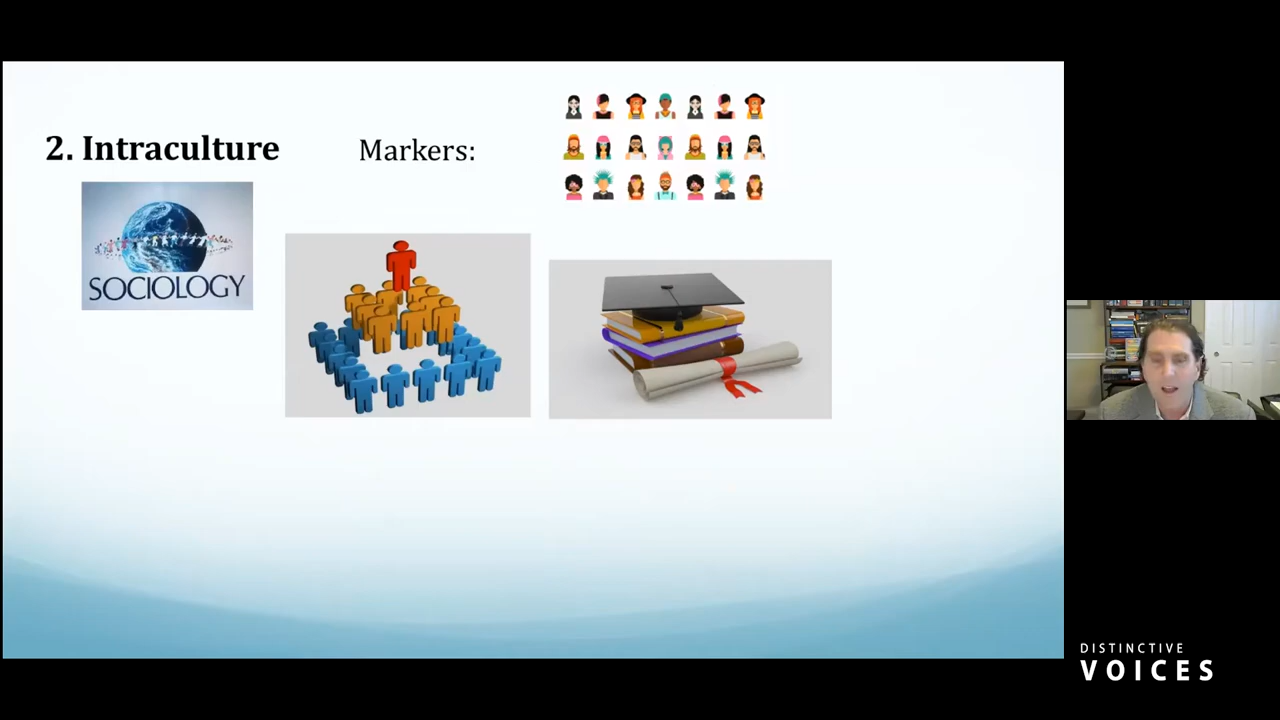 2. Intraculture
Markers:
SOCIOLOGY
DISTINCTIVE
VOICES